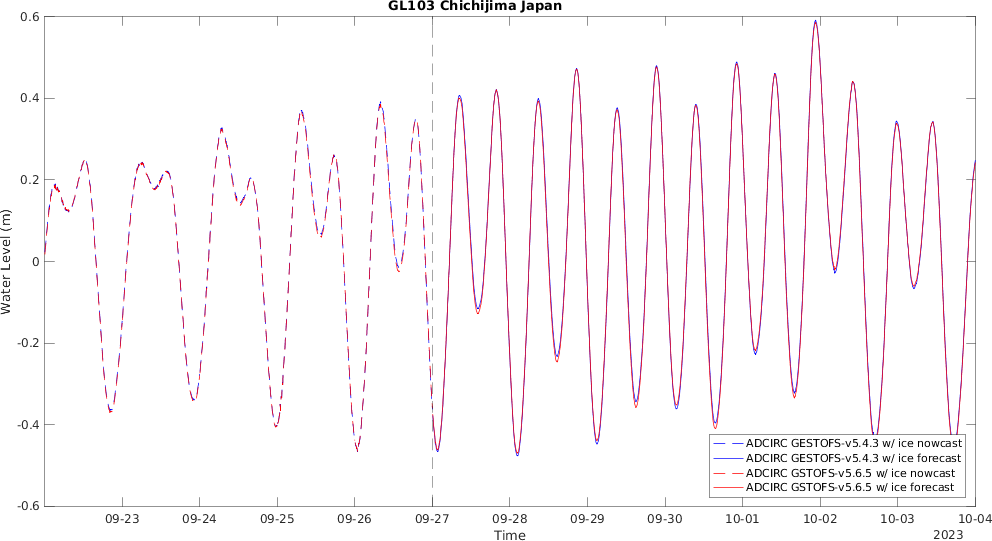 GL103 Chichijima Japan
0.6
0.4
0.2
0
-0.2
-0.4
-0.6
Water Level (m)
09-23 09-24 09-25 09-26 09-27 09-28 09-29 09-30 10-01 10-02 10-03 10-04
Time
2023
ADCIRC GESTOFS-v5.4.3 w/ ice nowcast
ADCIRC GESTOFS-v5.4.3 w/ ice forecast
ADCIRC GSTOFS-v5.6.5 w/ ice nowcast
ADCIRC GSTOFS-v5.6.5 w/ ice forecast